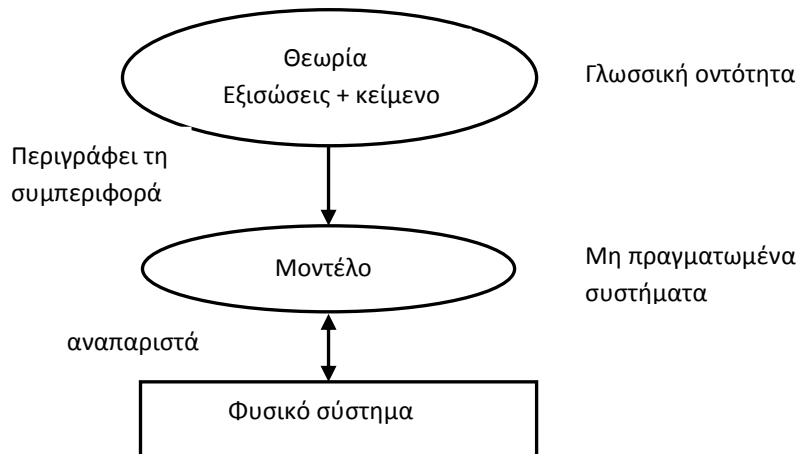 Θεωρία
Εξισώσεις + κείμενο
Γλωσσική οντότητα
Περιγράφει τη
συμπεριφορά
Μοντέλο
Μη πραγματωμένα
συστήματα
αναπαριστά
Φυσικό σύστημα